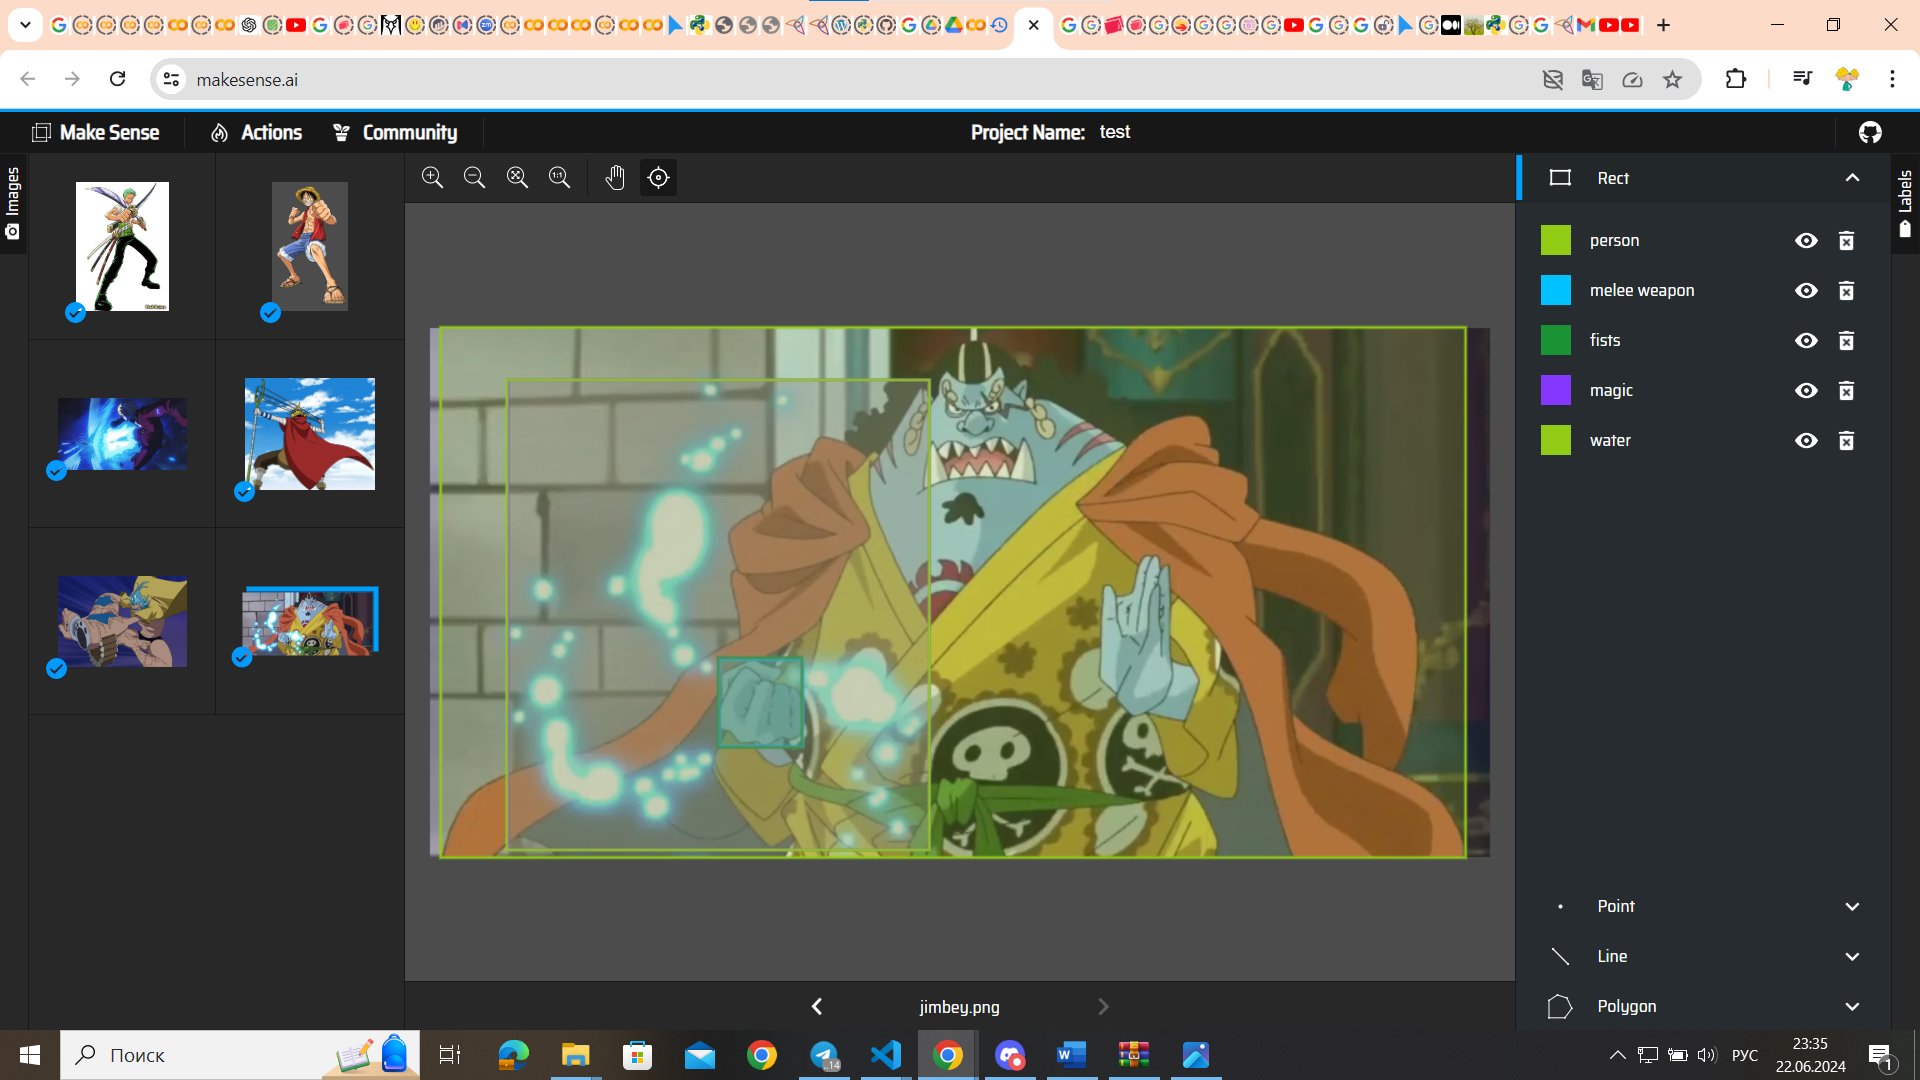 makesense.ai
Make Sense
Actions
Community
Project Name: test
Images
Rect
Labels
person
melee weapon
fists
magic
water
Point
Line
Polygon
jimbey.png
Поиск
РУС
23:35
22.06.2024
1